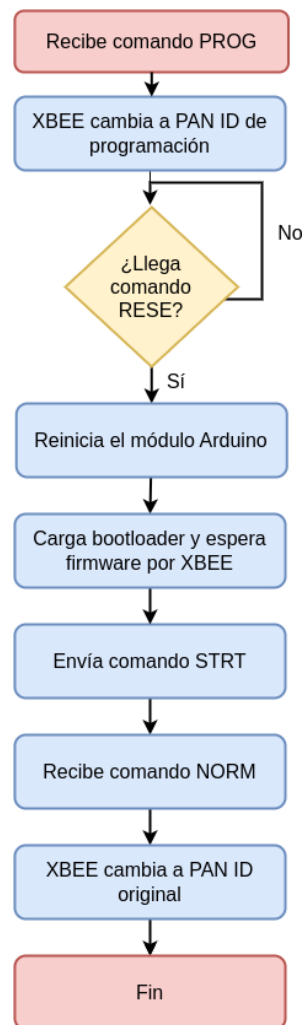 Recibe comando PROG
XBEE cambia a PAN ID de
programación
No
¿Llega
comando
RESE?
Sí
Reinicia el módulo Arduino
Carga bootloader y espera
firmware por XBEE
Envía comando STRT
Recibe comando NORM
XBEE cambia a PAN ID
original
Fin